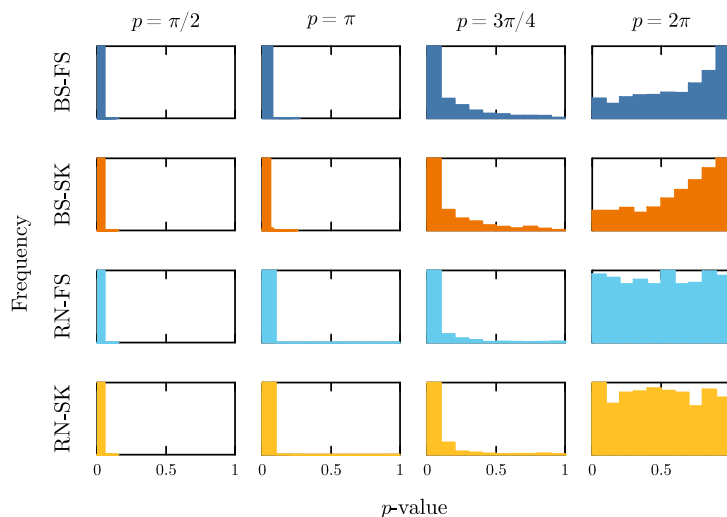 p = π/2
p = π
p = 3π/4
p = 2π
BS-FS
BS-SK
RN-FS
RN-SK
Frequency
0
0.5
1
0
0.5
1
0
0.5
1
0
0.5
p-value